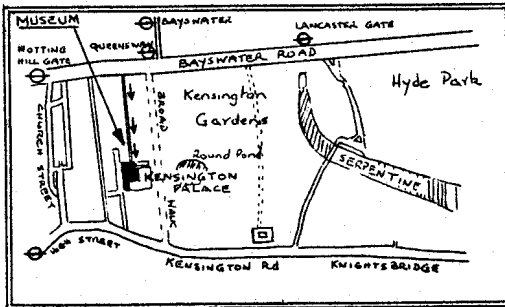 MUSEUM
BAYSWATER
LANCASTER GATE
QUEENSWAY
NOTTING
HILL GATE
BAYSWATER ROAD
Hyde Park
Kensington
Gardens
BROAD
WALK
CHURCH STREET
Round Pond
KENSINGTON
PALACE
SERPENTINE
HIGH STREET
KENSINGTON Rd
KNIGHTSBRIDGE